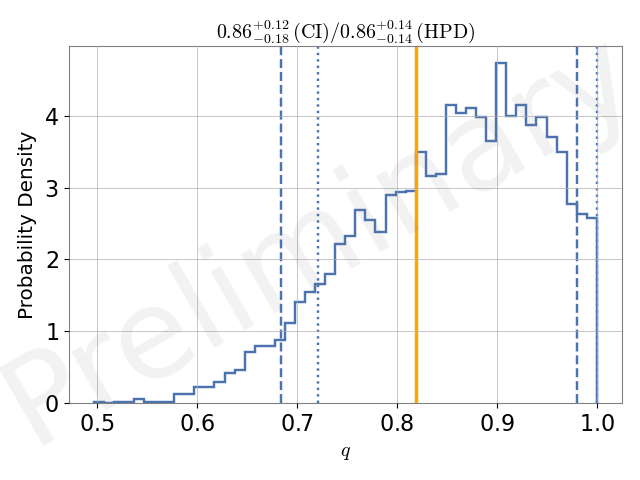 0.86^{+0.12}_{-0.18} (CI)/0.86^{+0.14}_{-0.14} (HPD)
Preliminary
Probability Density
4
3
2
1
0
0.5 0.6 0.7 0.8 0.9 1.0
q